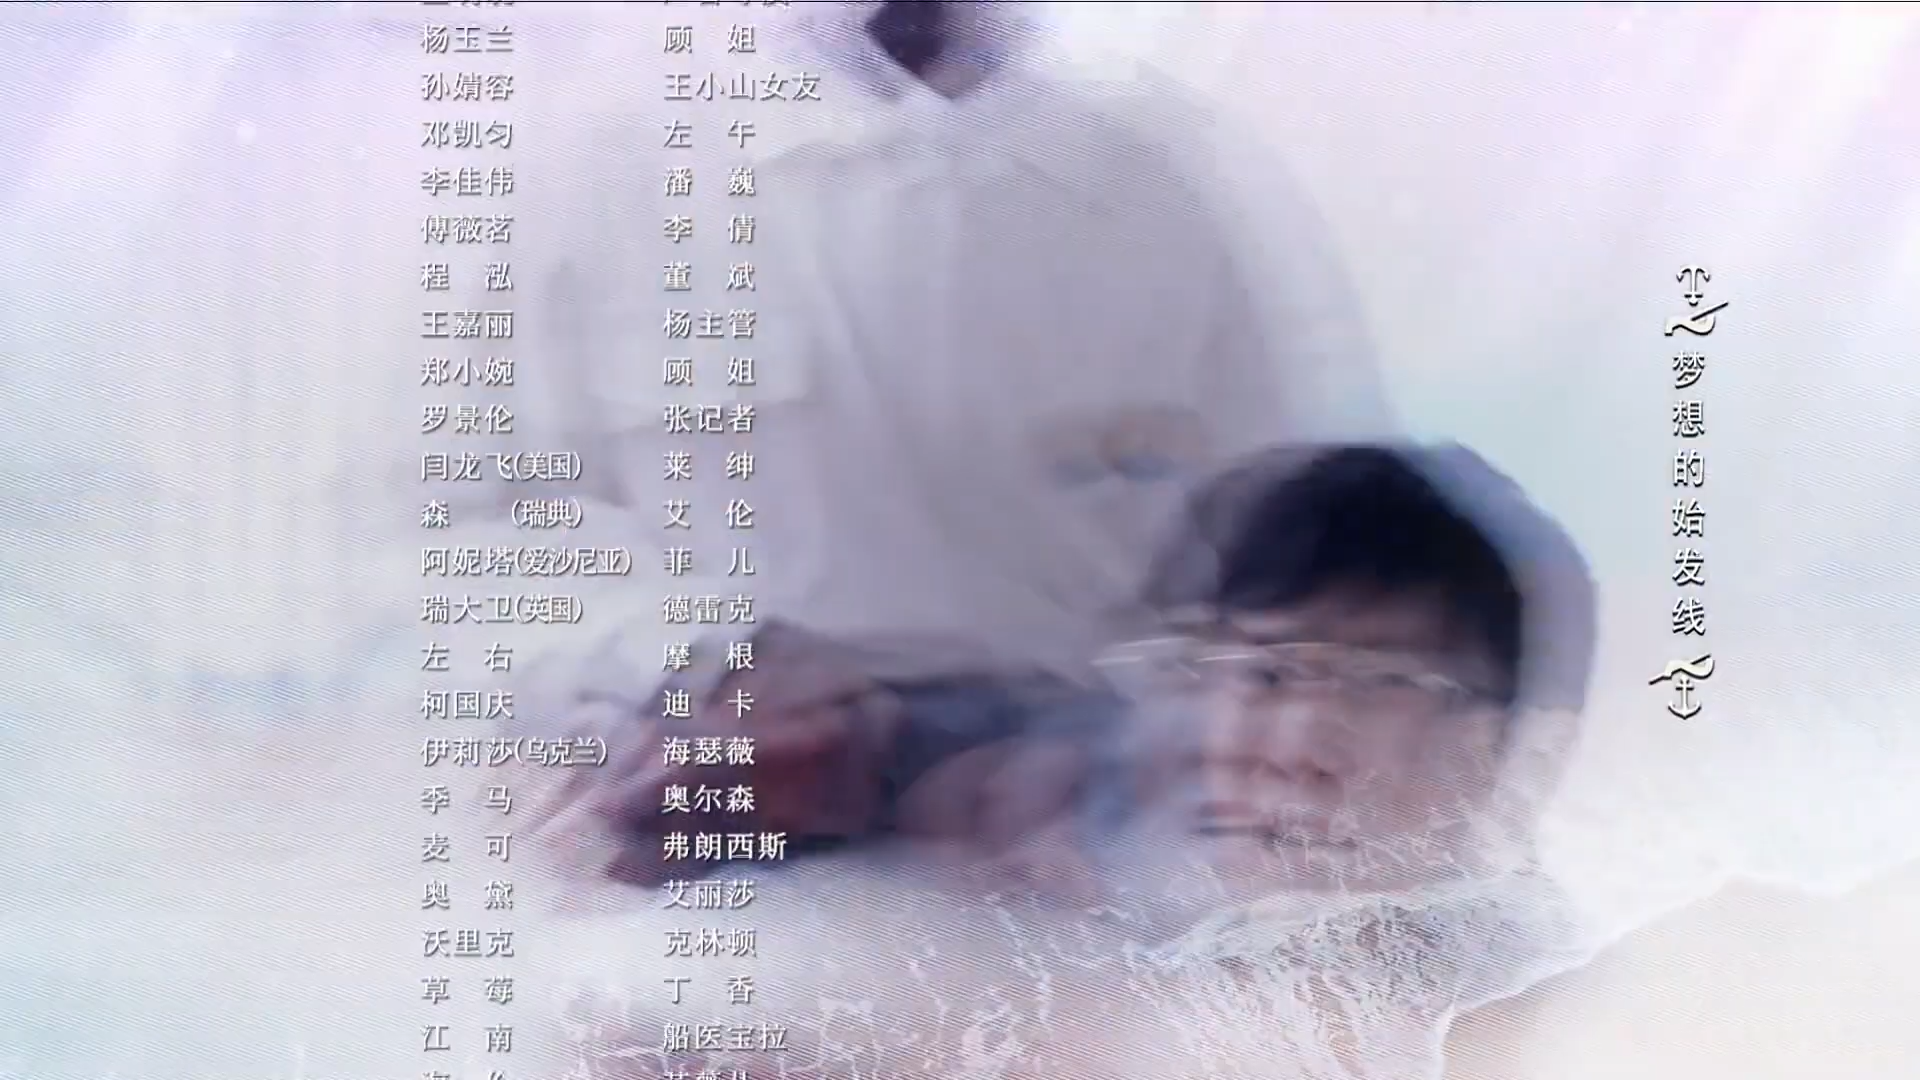 杨玉兰 顾 姐
孙婧容 王小山女友
邓凯匀 左 午
李佳伟 潘 巍
傅薇茗 李 倩
程 泓 董 斌
王嘉丽 杨主管
郑小婉 顾 姐
罗景伦 张记者
闫龙飞(美国) 莱 绅
森 (瑞典) 艾 伦
阿妮塔(爱沙尼亚) 菲 儿
瑞大卫(英国) 德雷克
左 右 摩 根
柯国庆 迪 卡
伊莉莎(乌克兰) 海瑟薇
季 马 奥尔森
麦 可 弗朗西斯
奥 黛 艾丽莎
沃里克 克林顿
草 莓 丁 香
江 南 船医宝拉
梦想的始发线